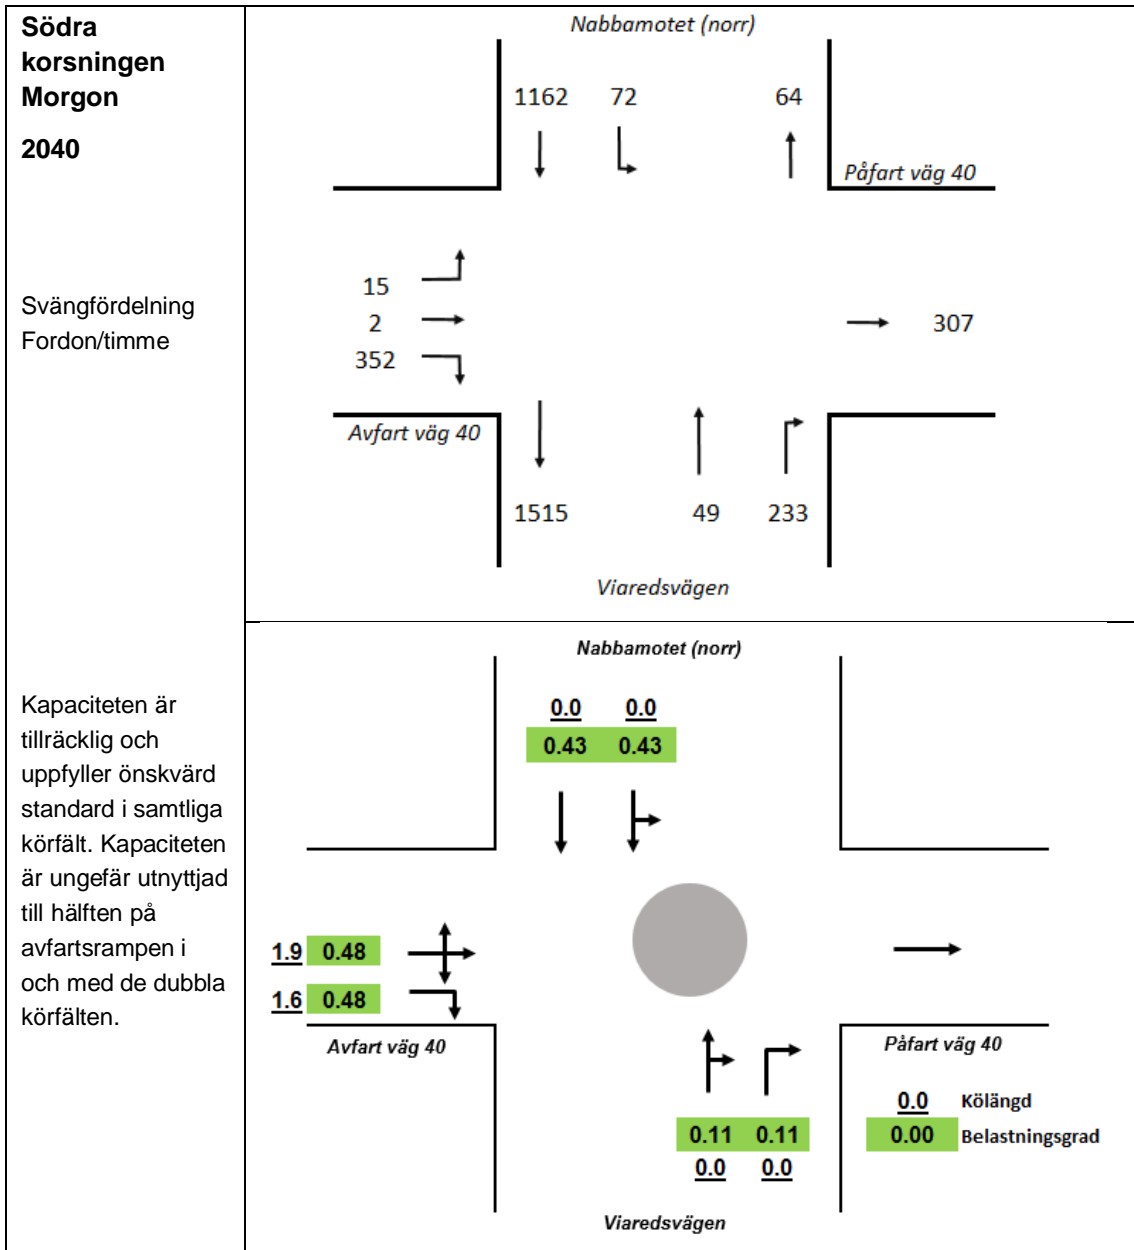 Södra
korsningen
Morgon
2040
Svängfördelning
Fordon/timme
Nabbamotet (norr)
1162 72 64
Påfart väg 40
15
2
307
352
Avfart väg 40
1515 49 233
Viaredsvägen
Kapaciteten är
tillräcklig och
uppfyller önskvärd
standard i samtliga
körfält. Kapaciteten
är ungefär utnyttjad
till hälften på
avfartsrampen i
och med de dubbla
körfälten.
Nabbamotet (norr)
0.0 0.0
0.43 0.43
1.9 0.48
1.6 0.48
Avfart väg 40
Påfart väg 40
0.11 0.11
0.0 0.0
0.0 Kölängd
0.00 Belastningsgrad
Viaredsvägen